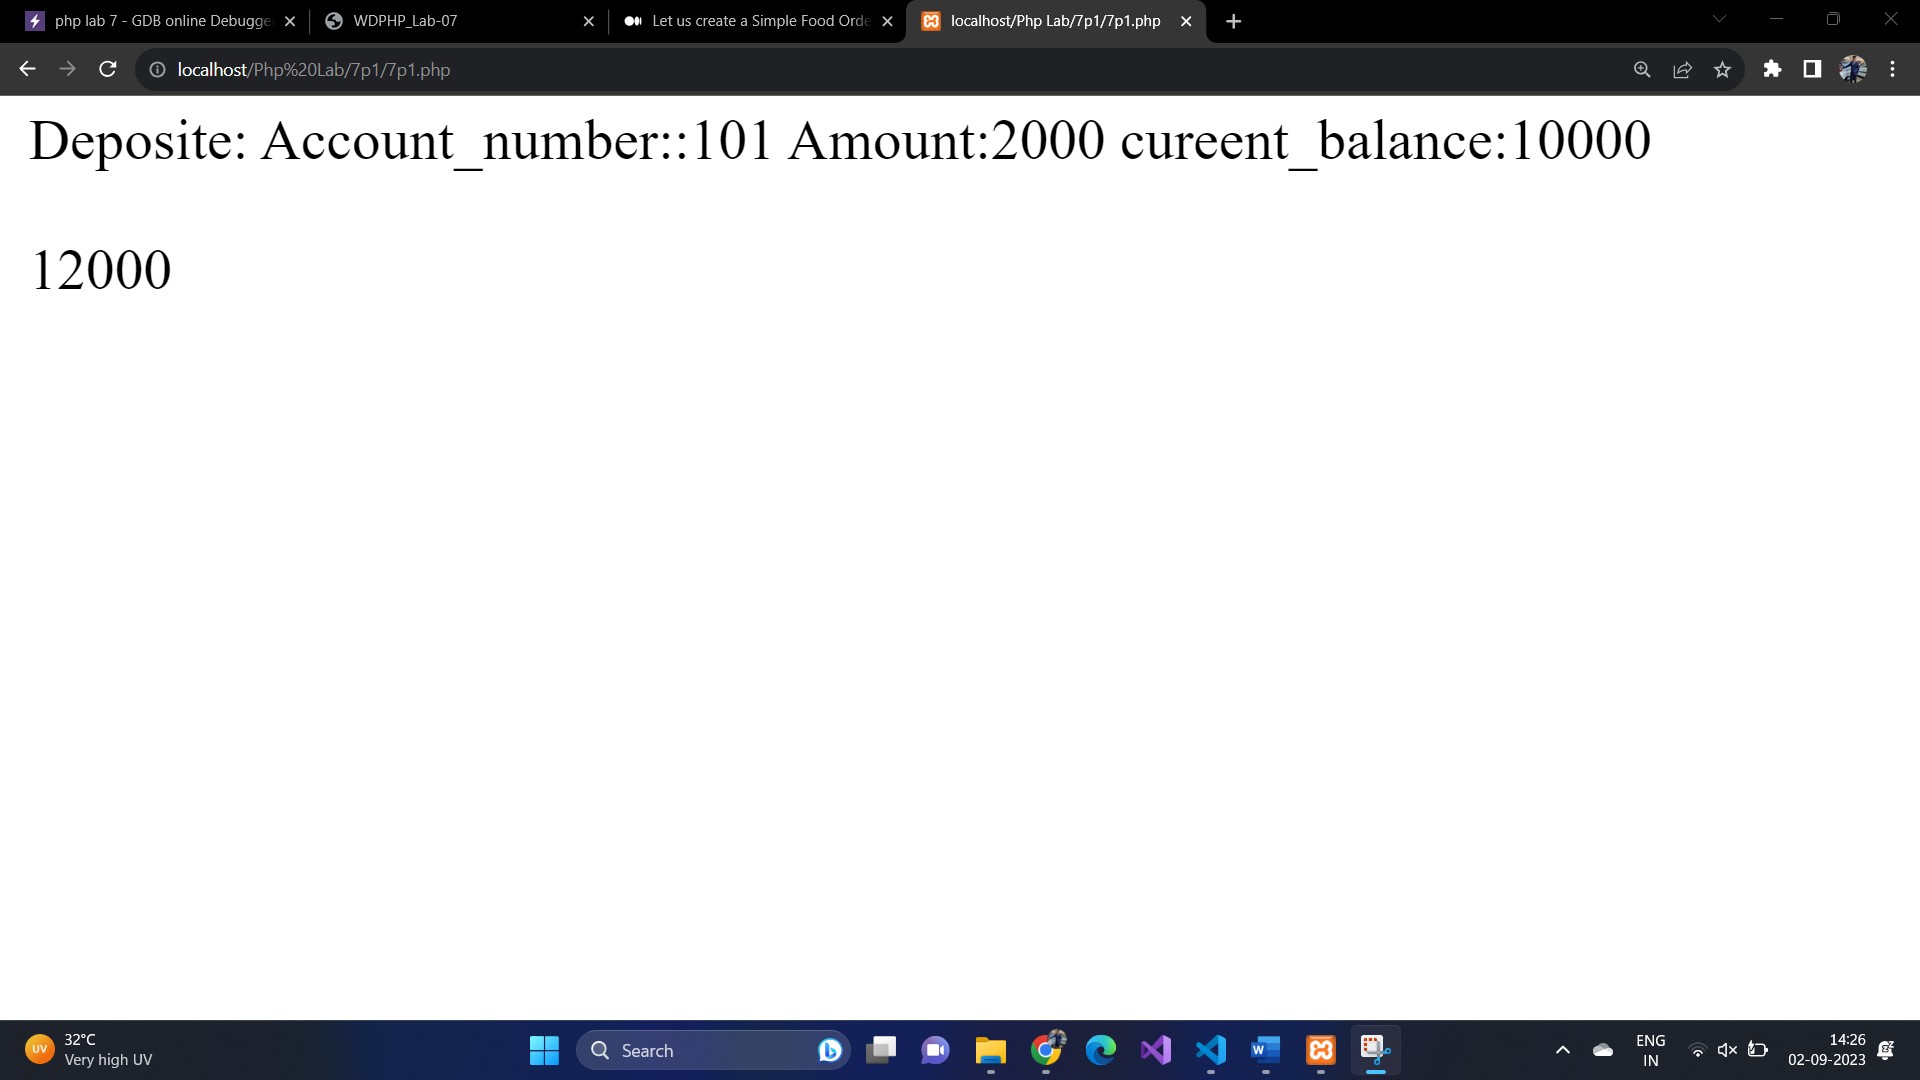 php lab 7 - GDB online Debugge
WDPHP_Lab-07
Let us create a Simple Food Orde
localhost/Php Lab/7p1/7p1.php
localhost/Php%20Lab/7p1/7p1.php
Deposite: Account_number::101 Amount:2000 cureent_balance:10000
12000
UV
32°C
Very high UV
Search
ENG
IN
14:26
02-09-2023